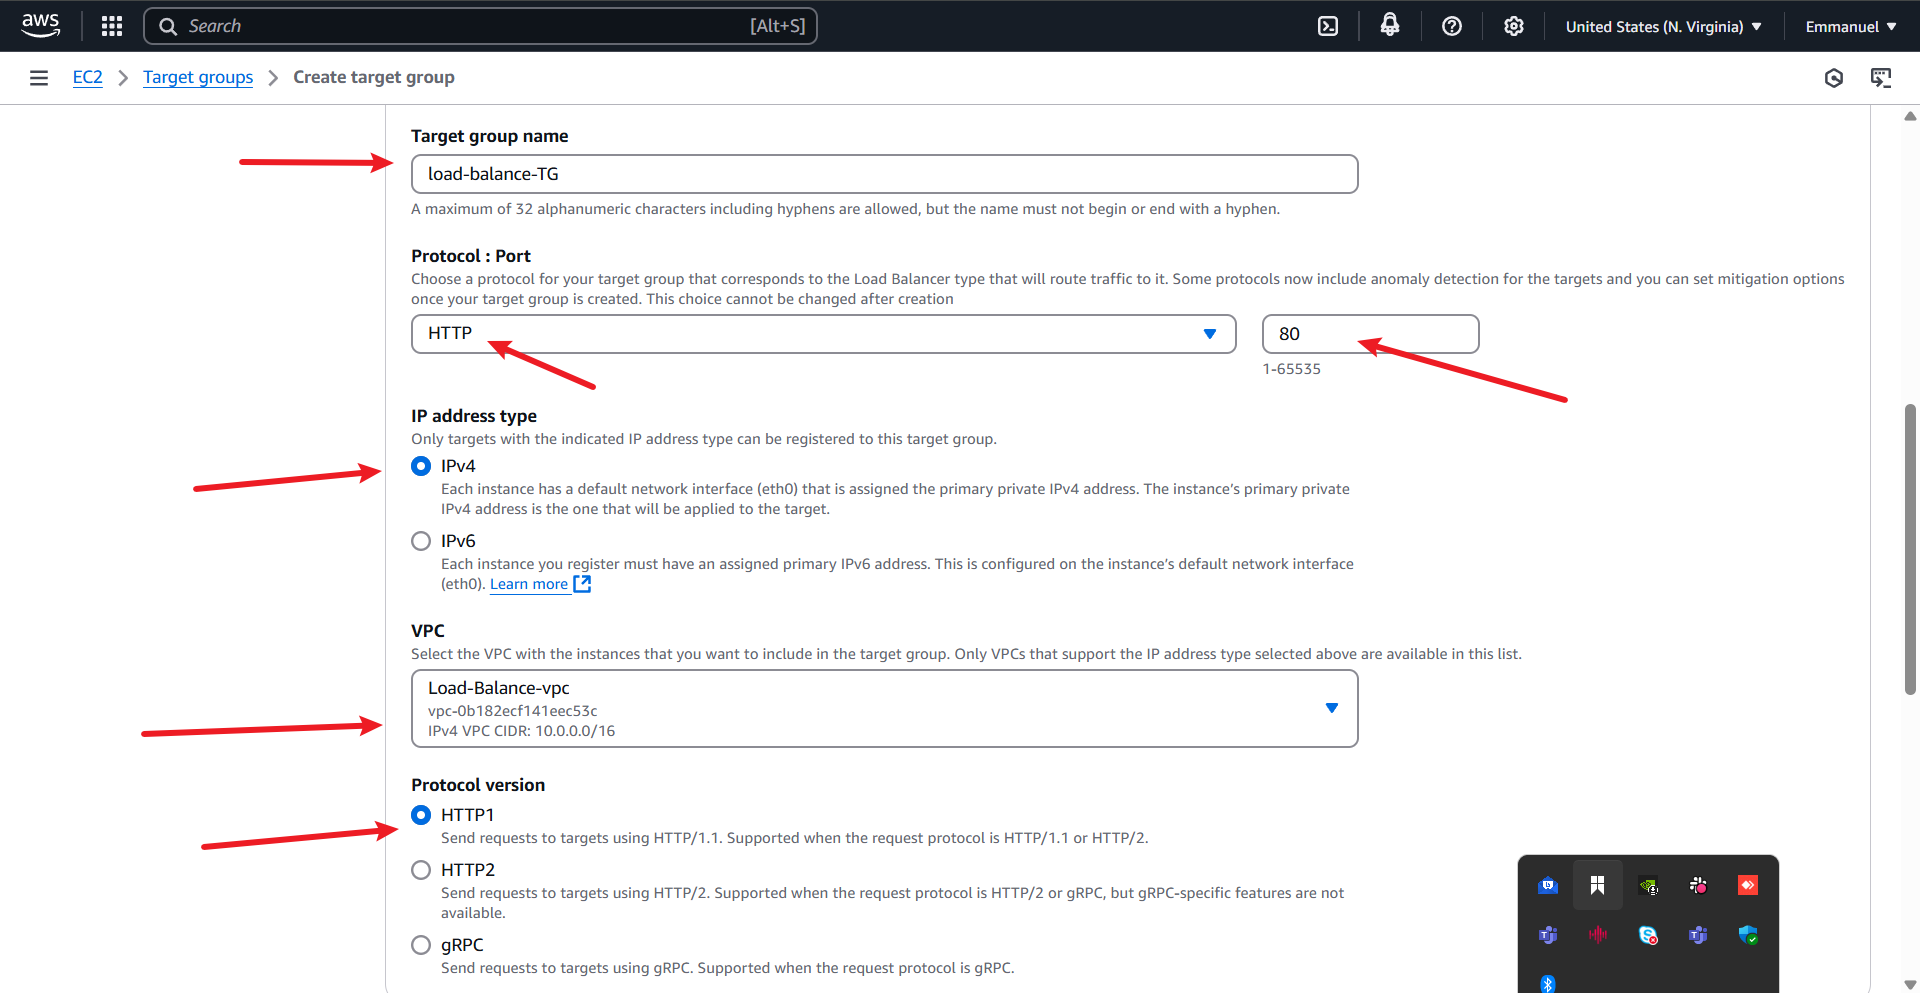 aws
Search
[Alt+S]
United States (N. Virginia)
Emmanuel
EC2
Target groups
Create target group
Target group name
load-balance-TG
A maximum of 32 alphanumeric characters including hyphens are allowed, but the name must not begin or end with a hyphen.
Protocol : Port
Choose a protocol for your target group that corresponds to the Load Balancer type that will route traffic to it. Some protocols now include anomaly detection for the targets and you can set mitigation options
once your target group is created. This choice cannot be changed after creation
HTTP
80
1-65535
IP address type
Only targets with the indicated IP address type can be registered to this target group.
IPv4
Each instance has a default network interface (eth0) that is assigned the primary private IPv4 address. The instance’s primary private
IPv4 address is the one that will be applied to the target.
IPv6
Each instance you register must have an assigned primary IPv6 address. This is configured on the instance’s default network interface
(eth0). Learn more
VPC
Select the VPC with the instances that you want to include in the target group. Only VPCs that support the IP address type selected above are available in this list.
Load-Balance-vpc
vpc-0b182ecf141eec53c
IPv4 VPC CIDR: 10.0.0.0/16
Protocol version
HTTP1
Send requests to targets using HTTP/1.1. Supported when the request protocol is HTTP/1.1 or HTTP/2.
HTTP2
Send requests to targets using HTTP/2. Supported when the request protocol is HTTP/2 or gRPC, but gRPC-specific features are not
available.
gRPC
Send requests to targets using gRPC. Supported when the request protocol is gRPC.